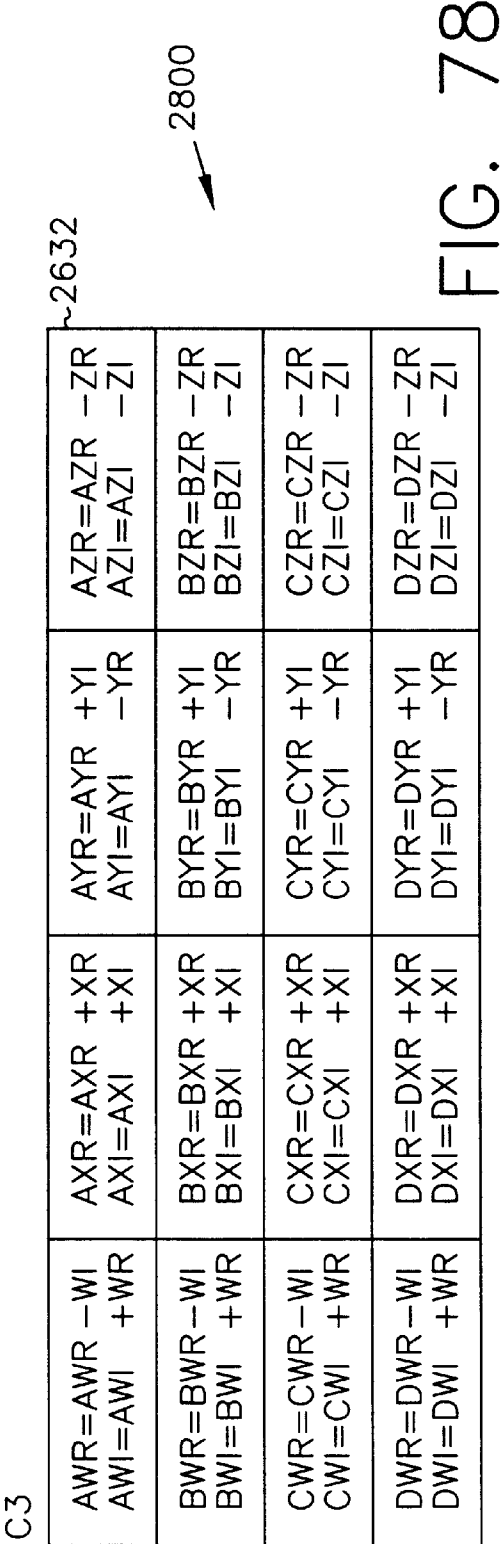 C3
2632
2800
AWR=AWR −WI
AWI=AWI +WR
AXR=AXR +XR
AXI=AXI +XI
AYR=AYR +YI
AYI=AYI −YR
AZR=AZR −ZR
AZI=AZI −ZI
BWR=BWR−WI
BWI=BWI +WR
BXR=BXR +XR
BXI=BXI +XI
BYR=BYR +YI
BYI=BYI −YR
BZR=BZR −ZR
BZI=BZI −ZI
CWR=CWR−WI
CWI=CWI +WR
CXR=CXR +XR
CXI=CXI +XI
CYR=CYR +YI
CYI=CYI −YR
CZR=CZR −ZR
CZI=CZI −ZI
DWR=DWR−WI
DWI=DWI +WR
DXR=DXR +XR
DXI=DXI +XI
DYR=DYR +YI
DYI=DYI −YR
DZR=DZR −ZR
DZI=DZI −ZI
FIG. 78